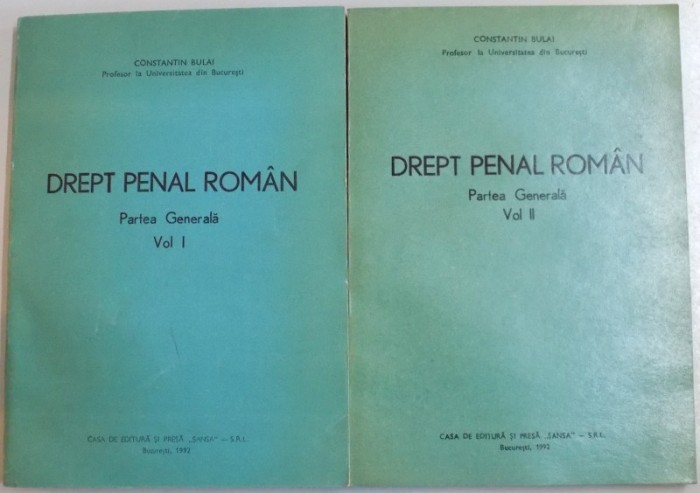 CONSTANTIN BULAI
Profesor la Universitatea din București
DREPT PENAL ROMÂN
Partea Generală
Vol I
CASA DE EDITURĂ ȘI PRESĂ „ȘANSA" — S.R.L.
București, 1992
CONSTANTIN BULAI
Profesor la Universitatea din București
DREPT PENAL ROMÂN
Partea Generală
Vol II
CASA DE EDITURĂ ȘI PRESĂ „ȘANSA" — S.R.L.
București, 1992